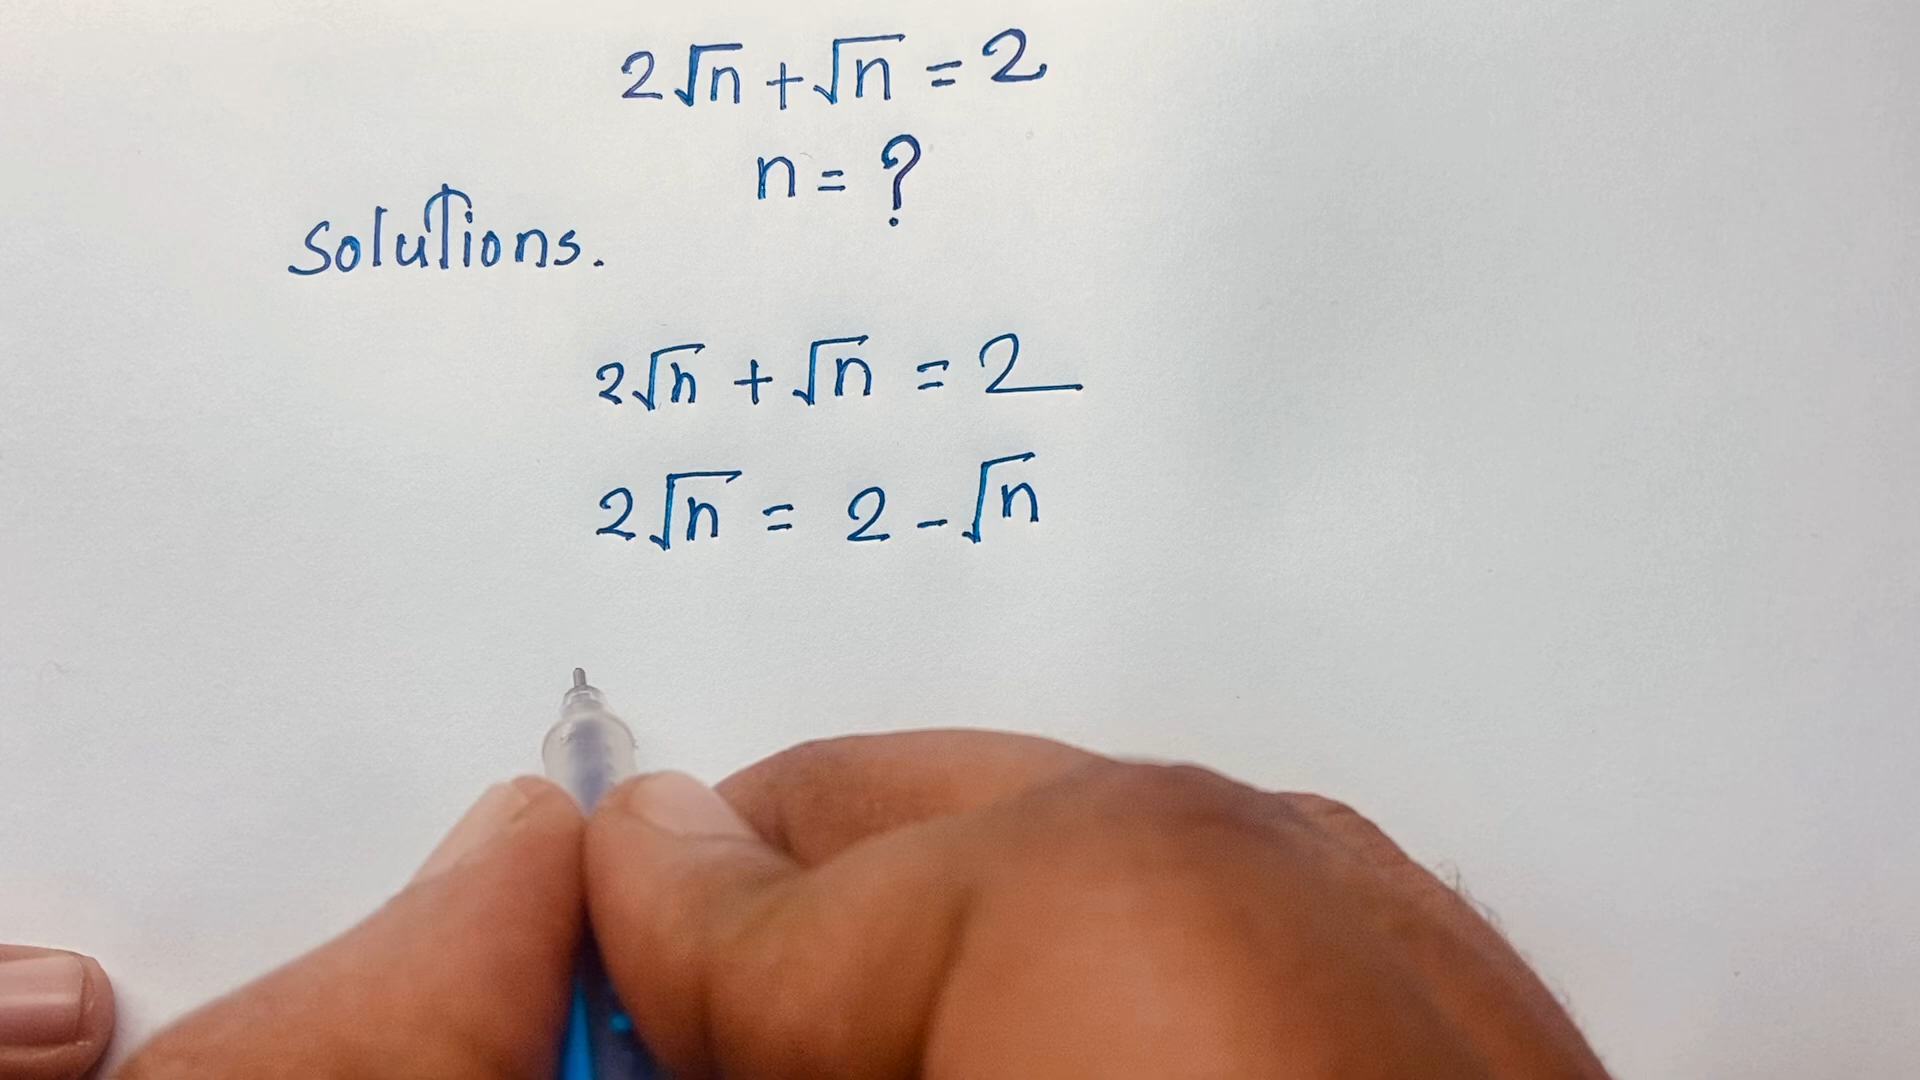 2√n + √n = 2
n = ?
Solutions.
2√n + √n = 2
2√n = 2 - √n